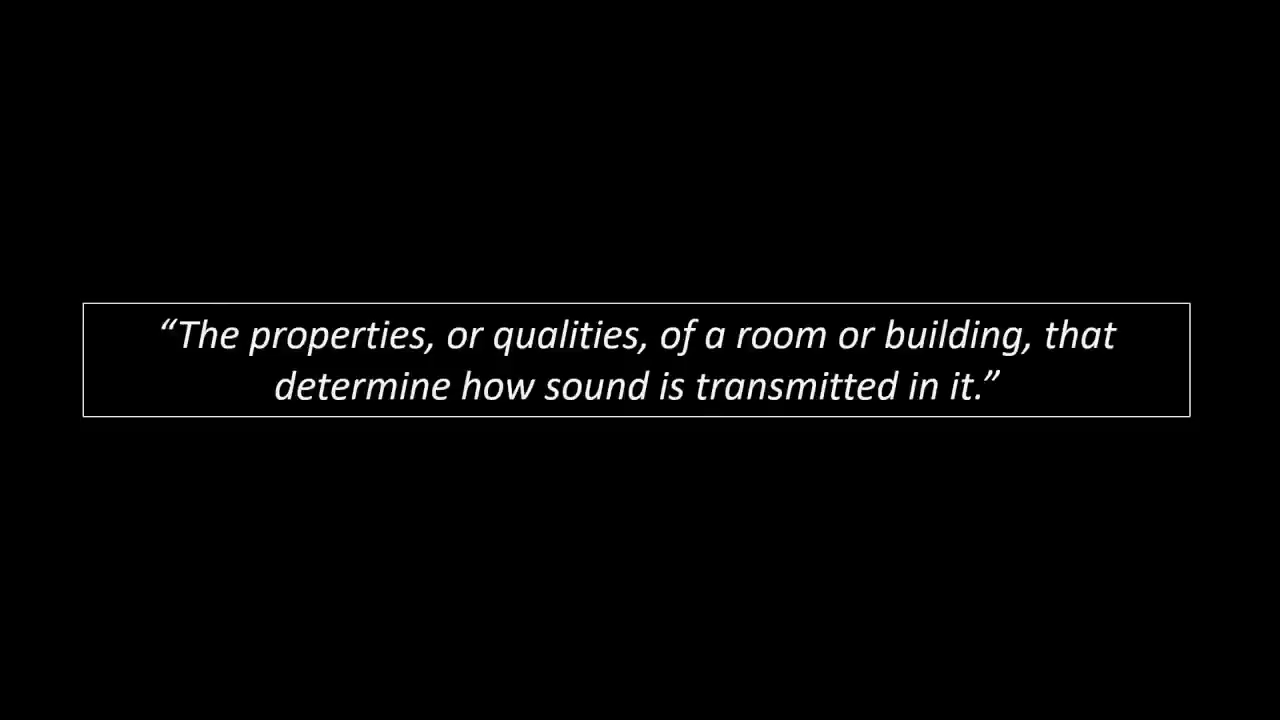 “The properties, or qualities, of a room or building, that
determine how sound is transmitted in it.”